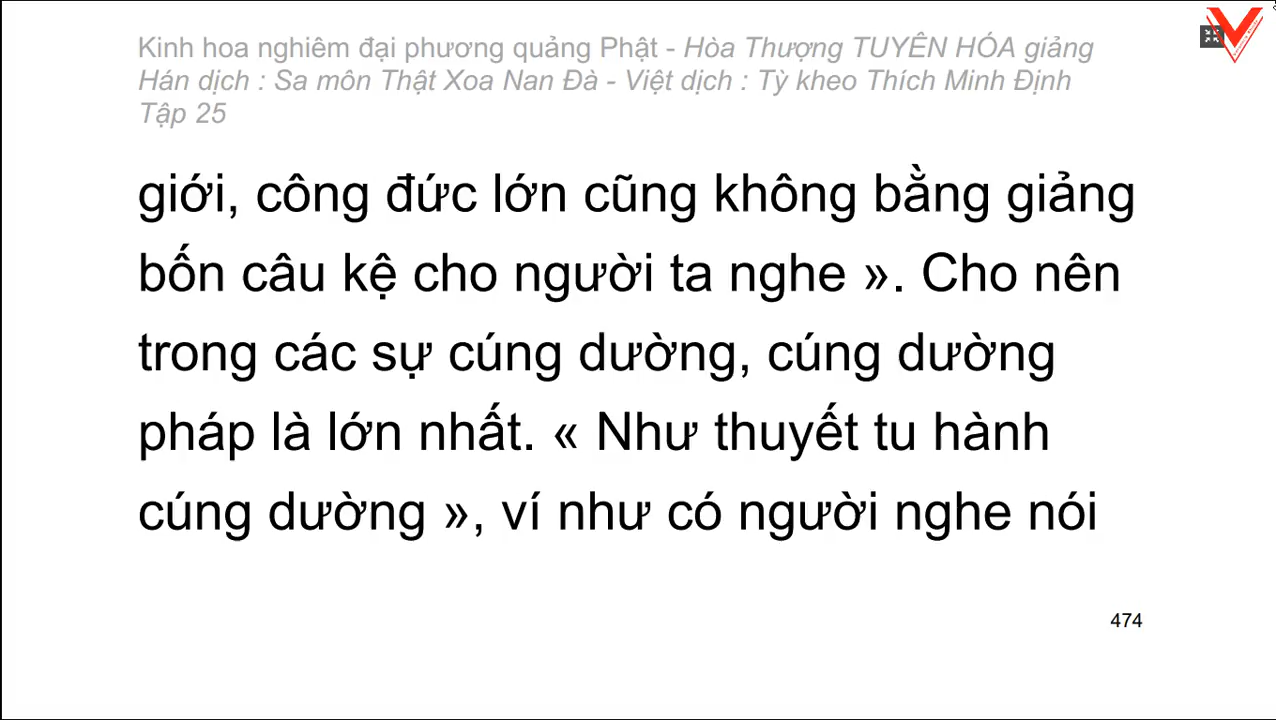 Kinh hoa nghiêm đại phương quảng Phật - Hòa Thượng TUYÊN HÓA giảng
Hán dịch : Sa môn Thật Xoa Nan Đà - Việt dịch : Tỳ kheo Thích Minh Định
Tập 25
giới, công đức lớn cũng không bằng giảng
bốn câu kệ cho người ta nghe ». Cho nên
trong các sự cúng dường, cúng dường
pháp là lớn nhất. « Như thuyết tu hành
cúng dường », ví như có người nghe nói
474